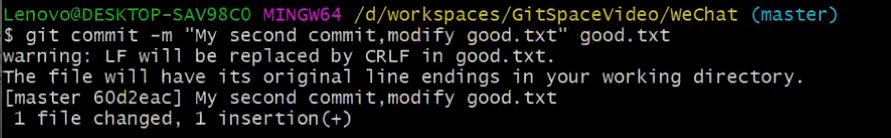 Lenovo@DESKTOP-SAV98CO MINGW64 /d/workspaces/GitSpaceVideo/WeChat (master)
$ git commit -m "My second commit,modify good.txt" good.txt
warning: LF will be replaced by CRLF in good.txt.
The file will have its original line endings in your working directory.
[master 60d2eac] My second commit,modify good.txt
 1 file changed, 1 insertion(+)